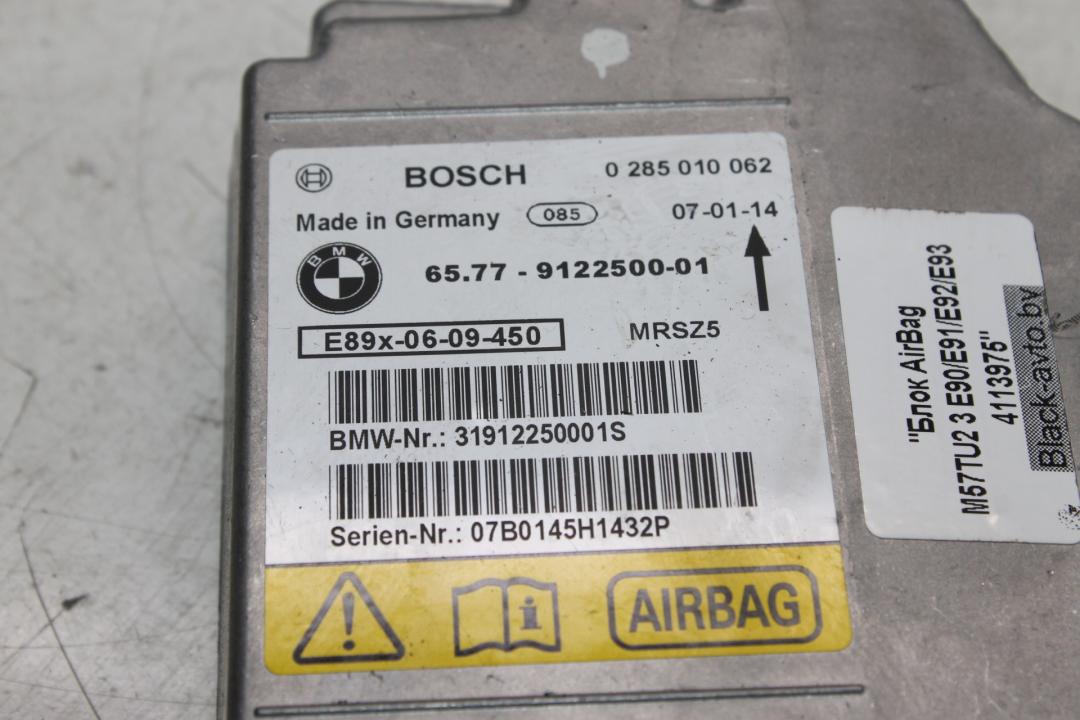 BOSCH 0 285 010 062
Made in Germany 085 07-01-14
BMW
65.77 - 9122500-01
E89x-06-09-450 MRSZ5
BMW-Nr.: 31912250001S
Serien-Nr.: 07B0145H1432P
i AIRBAG
"Блок AirBag
M57TU2 3 E90/E91/E92/E93
4113975"
Black-avto.by